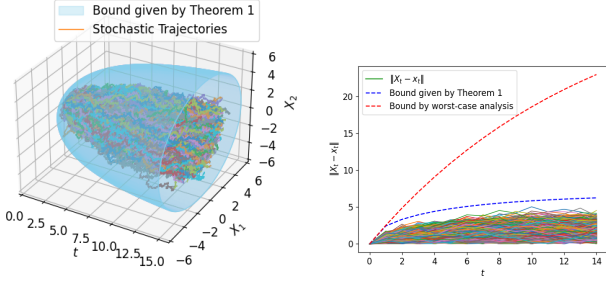 Bound given by Theorem 1
Stochastic Trajectories
6
4
2
0
−2
−4
−6
X₂
0.0
2.5
5.0
7.5
10.0
12.5
15.0
t
−6
−4
−2
0
2
4
6
X₁
‖Xₜ − xₜ‖
Bound given by Theorem 1
Bound by worst-case analysis
20
15
10
5
0
‖Xₜ − xₜ‖
0 2 4 6 8 10 12 14
t